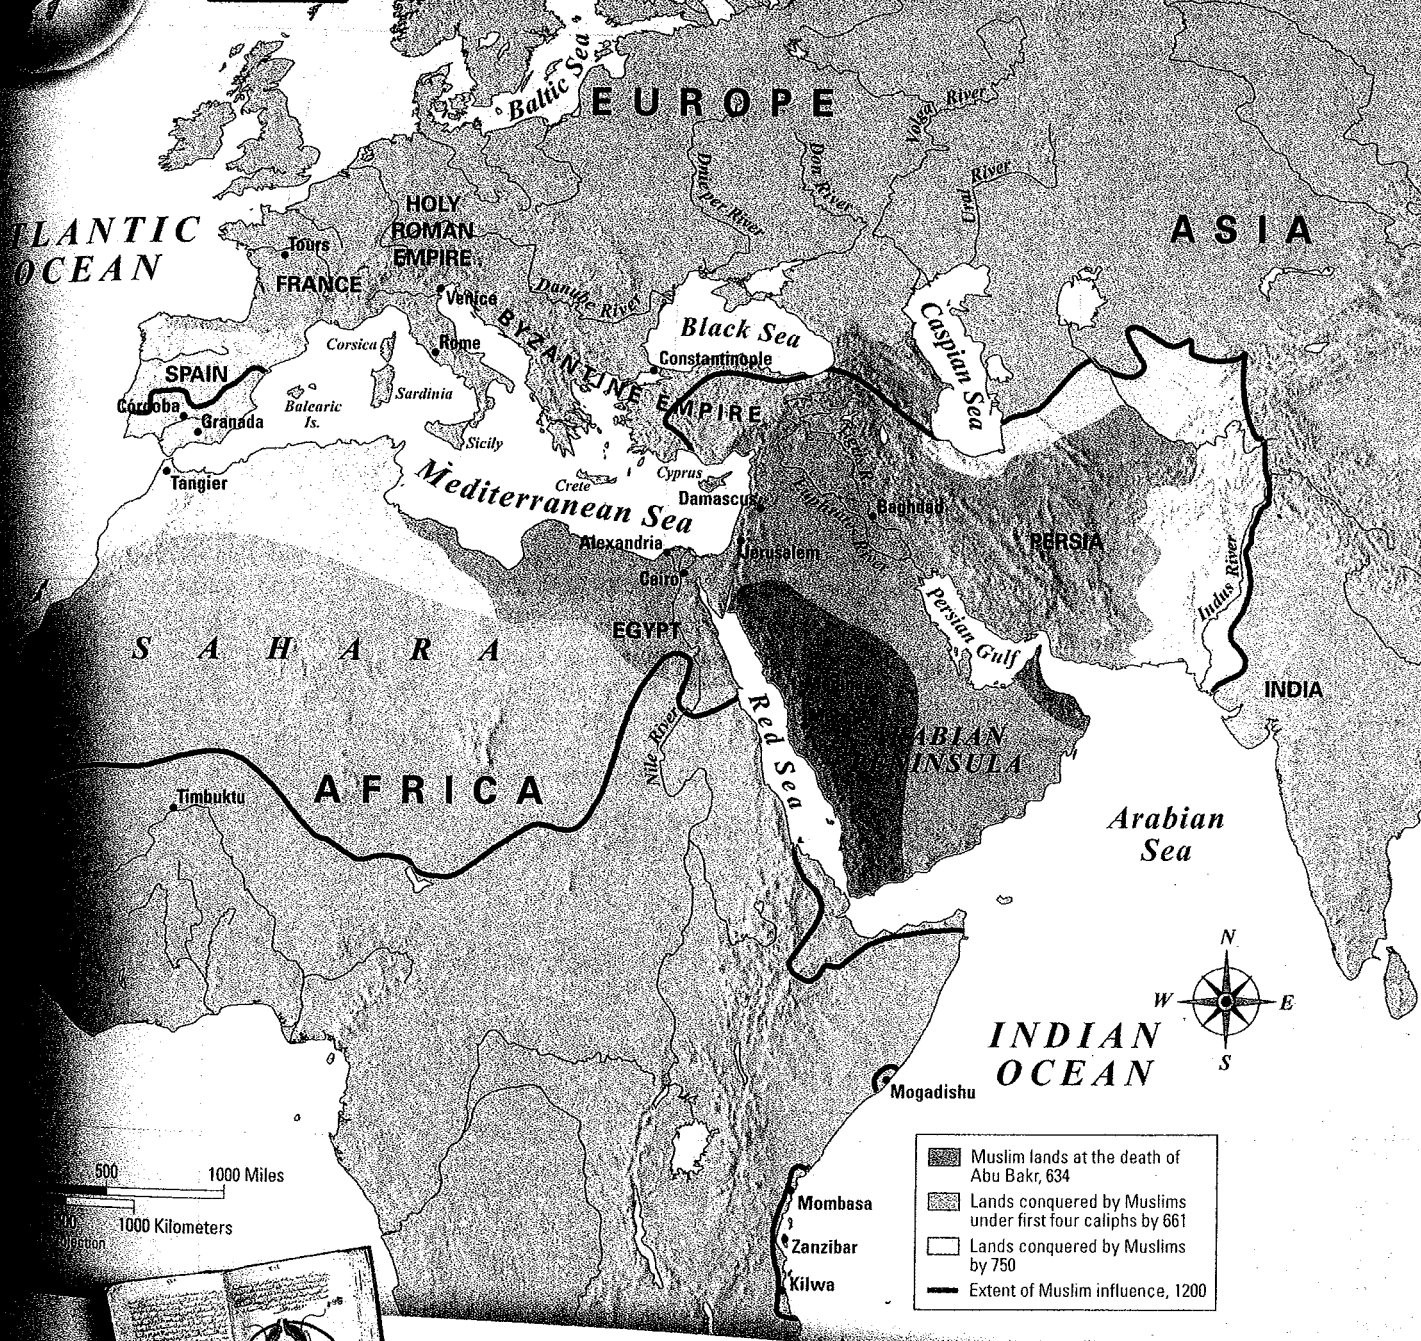 Baltic Sea
EUROPE
Volga River
Don River
Dnieper River
Ural River
ASIA
TLANTIC
OCEAN
HOLY
ROMAN
EMPIRE
Tours
FRANCE
Venice
Danube River
BYZANTINE EMPIRE
Black Sea
Caspian Sea
Constantinople
Corsica
Rome
SPAIN
Sardinia
Balearic
Is.
Córdoba
Granada
Sicily
Tangier
Mediterranean Sea
Crete
Cyprus
Damascus
Baghdad
Euphrates River
PERSIA
Alexandria
Jerusalem
Cairo
Indus River
Persian Gulf
EGYPT
SAHARA
INDIA
Red Sea
ABIAN
NINSULA
Nile River
AFRICA
Timbuktu
Arabian
Sea
N
W E
S
INDIAN
OCEAN
Mogadishu
500 1000 Miles
1000 Kilometers
Mombasa
Zanzibar
Kilwa
Muslim lands at the death of
Abu Bakr, 634
Lands conquered by Muslims
under first four caliphs by 661
Lands conquered by Muslims
by 750
Extent of Muslim influence, 1200